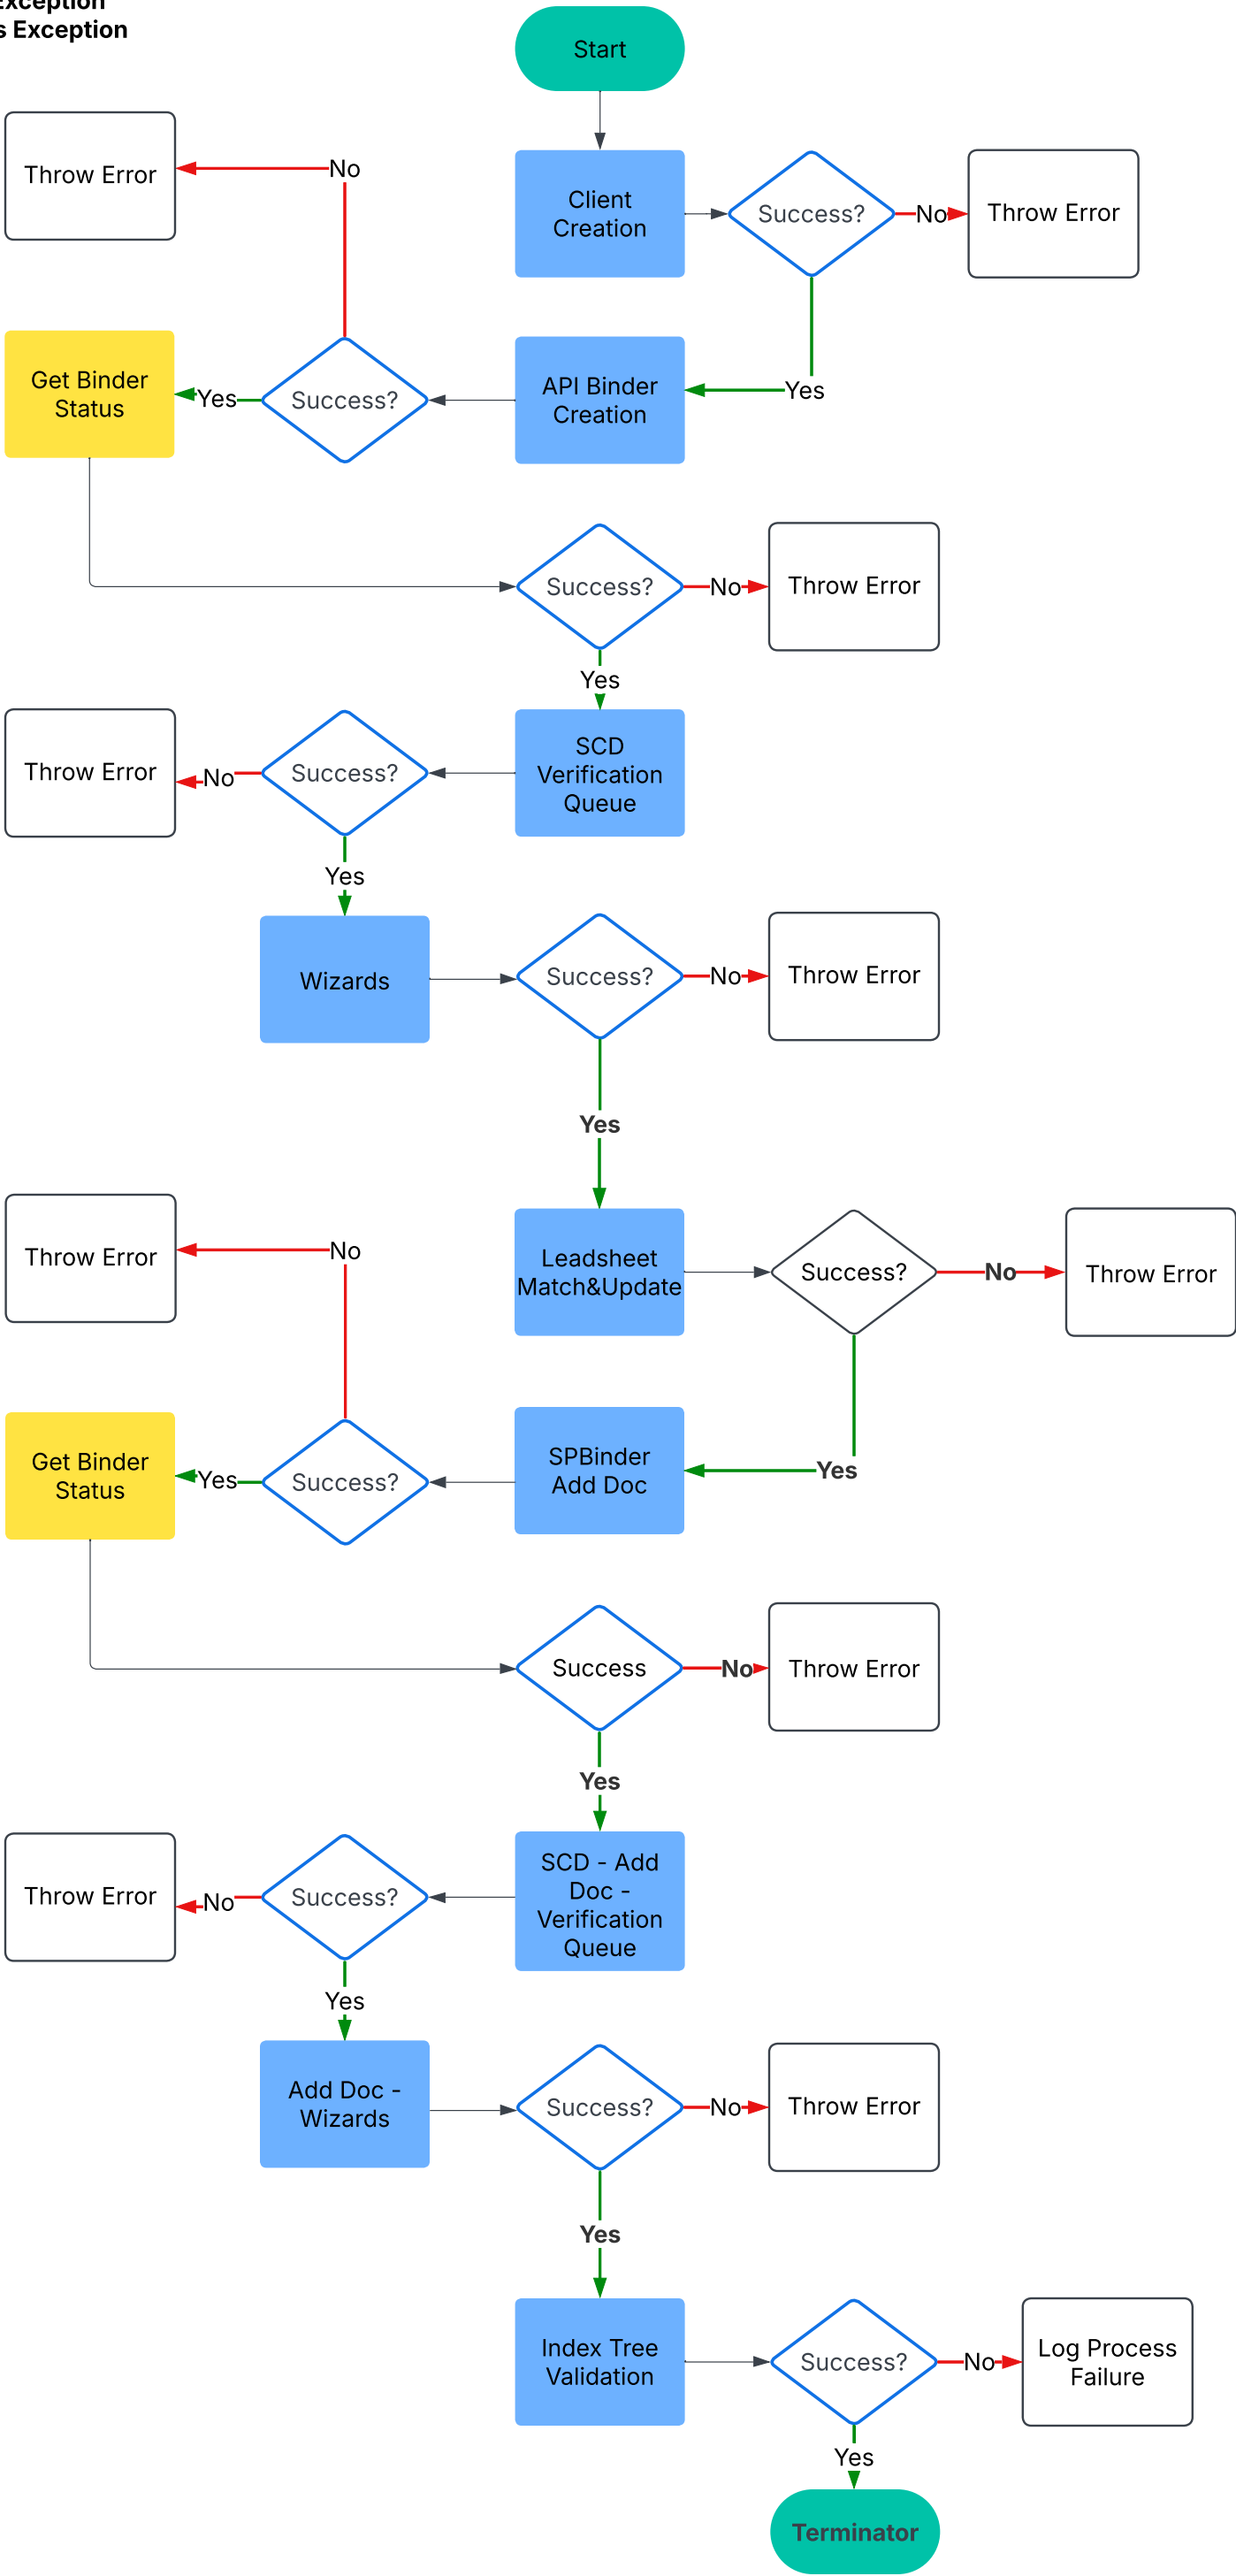 Exception
s Exception
Start
Throw Error
No
Client
Creation
Success?
No
Throw Error
Get Binder
Status
Yes
Success?
API Binder
Creation
Yes
Success?
No
Throw Error
Yes
Throw Error
No
Success?
SCD
Verification
Queue
Yes
Wizards
Success?
No
Throw Error
Yes
Throw Error
No
Leadsheet
Match&Update
Success?
No
Throw Error
Get Binder
Status
Yes
Success?
SPBinder
Add Doc
Yes
Success
No
Throw Error
Yes
Throw Error
No
Success?
SCD - Add
Doc -
Verification
Queue
Yes
Add Doc -
Wizards
Success?
No
Throw Error
Yes
Index Tree
Validation
Success?
No
Log Process
Failure
Yes
Terminator